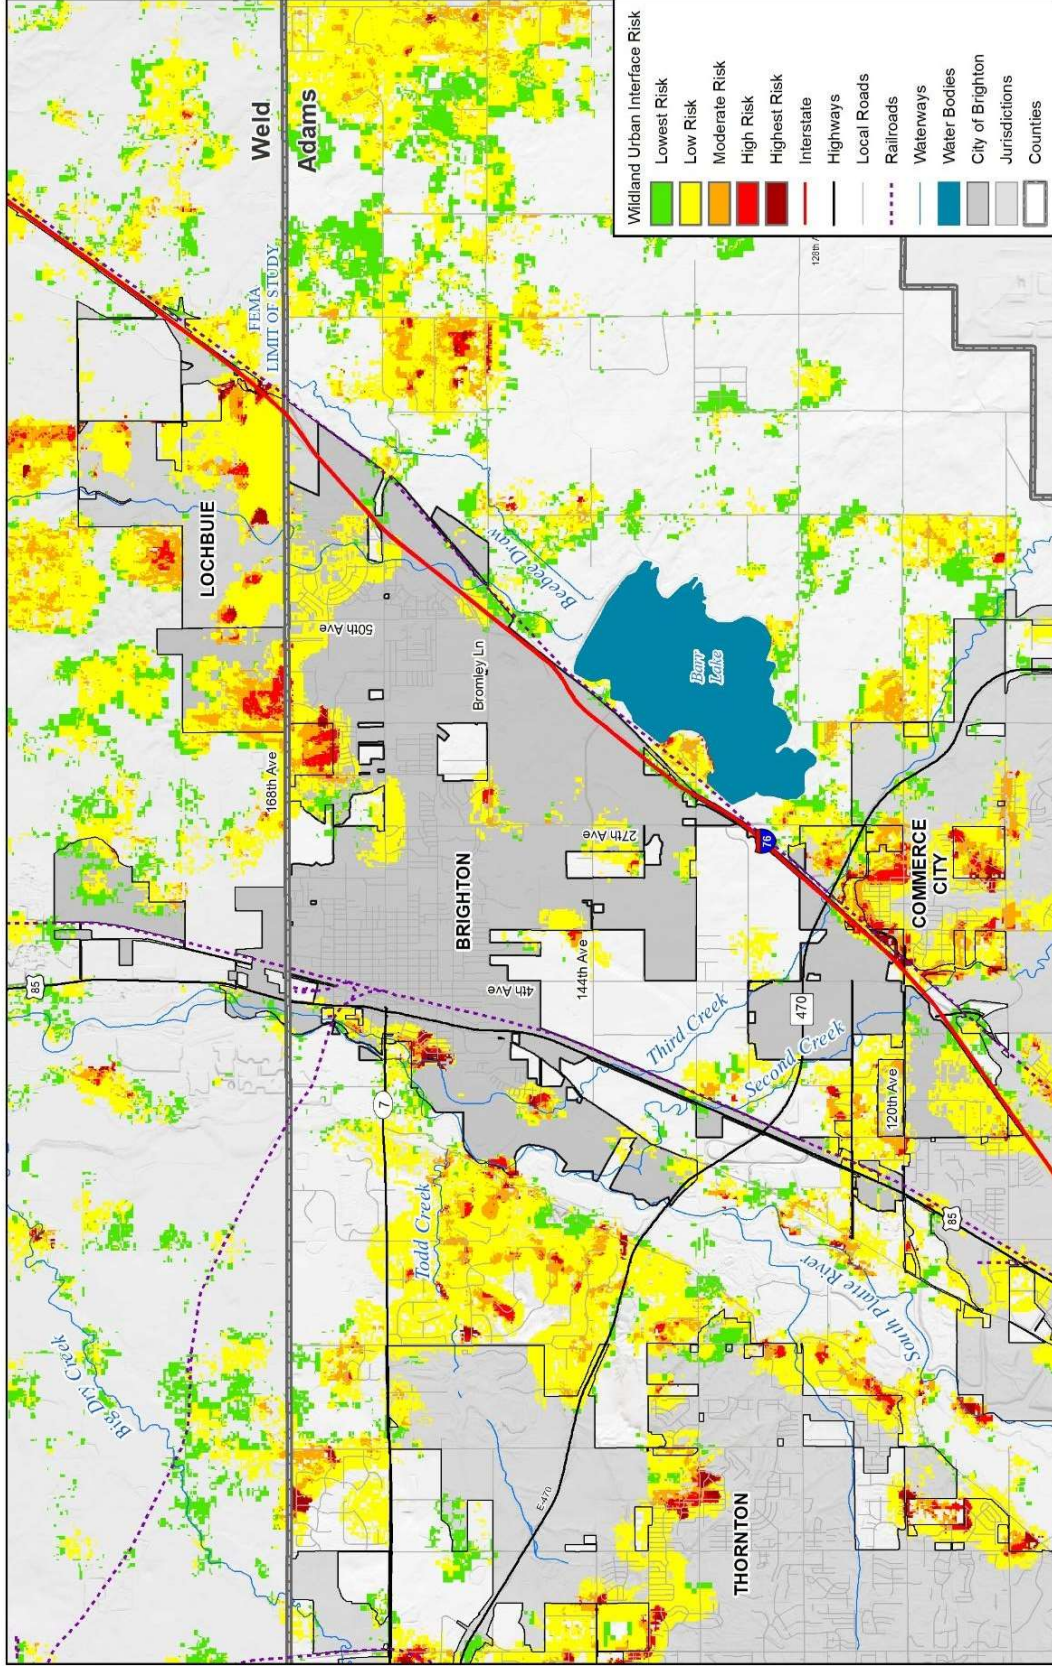 Weld
Adams
FEMA
LIMIT OF STUDY
LOCHBUIE
50th Ave
168th Ave
Bromley Ln
Beebee Draw
Barr
Lake
BRIGHTON
27th Ave
4th Ave
144th Ave
76
COMMERCE
CITY
85
7
470
Third Creek
Second Creek
120th Ave
85
Todd Creek
South Platte River
Big Dry Creek
E-470
THORNTON
Wildland Urban Interface Risk
Lowest Risk
Low Risk
Moderate Risk
High Risk
Highest Risk
Interstate
Highways
Local Roads
Railroads
Waterways
Water Bodies
City of Brighton
Jurisdictions
Counties
128th A